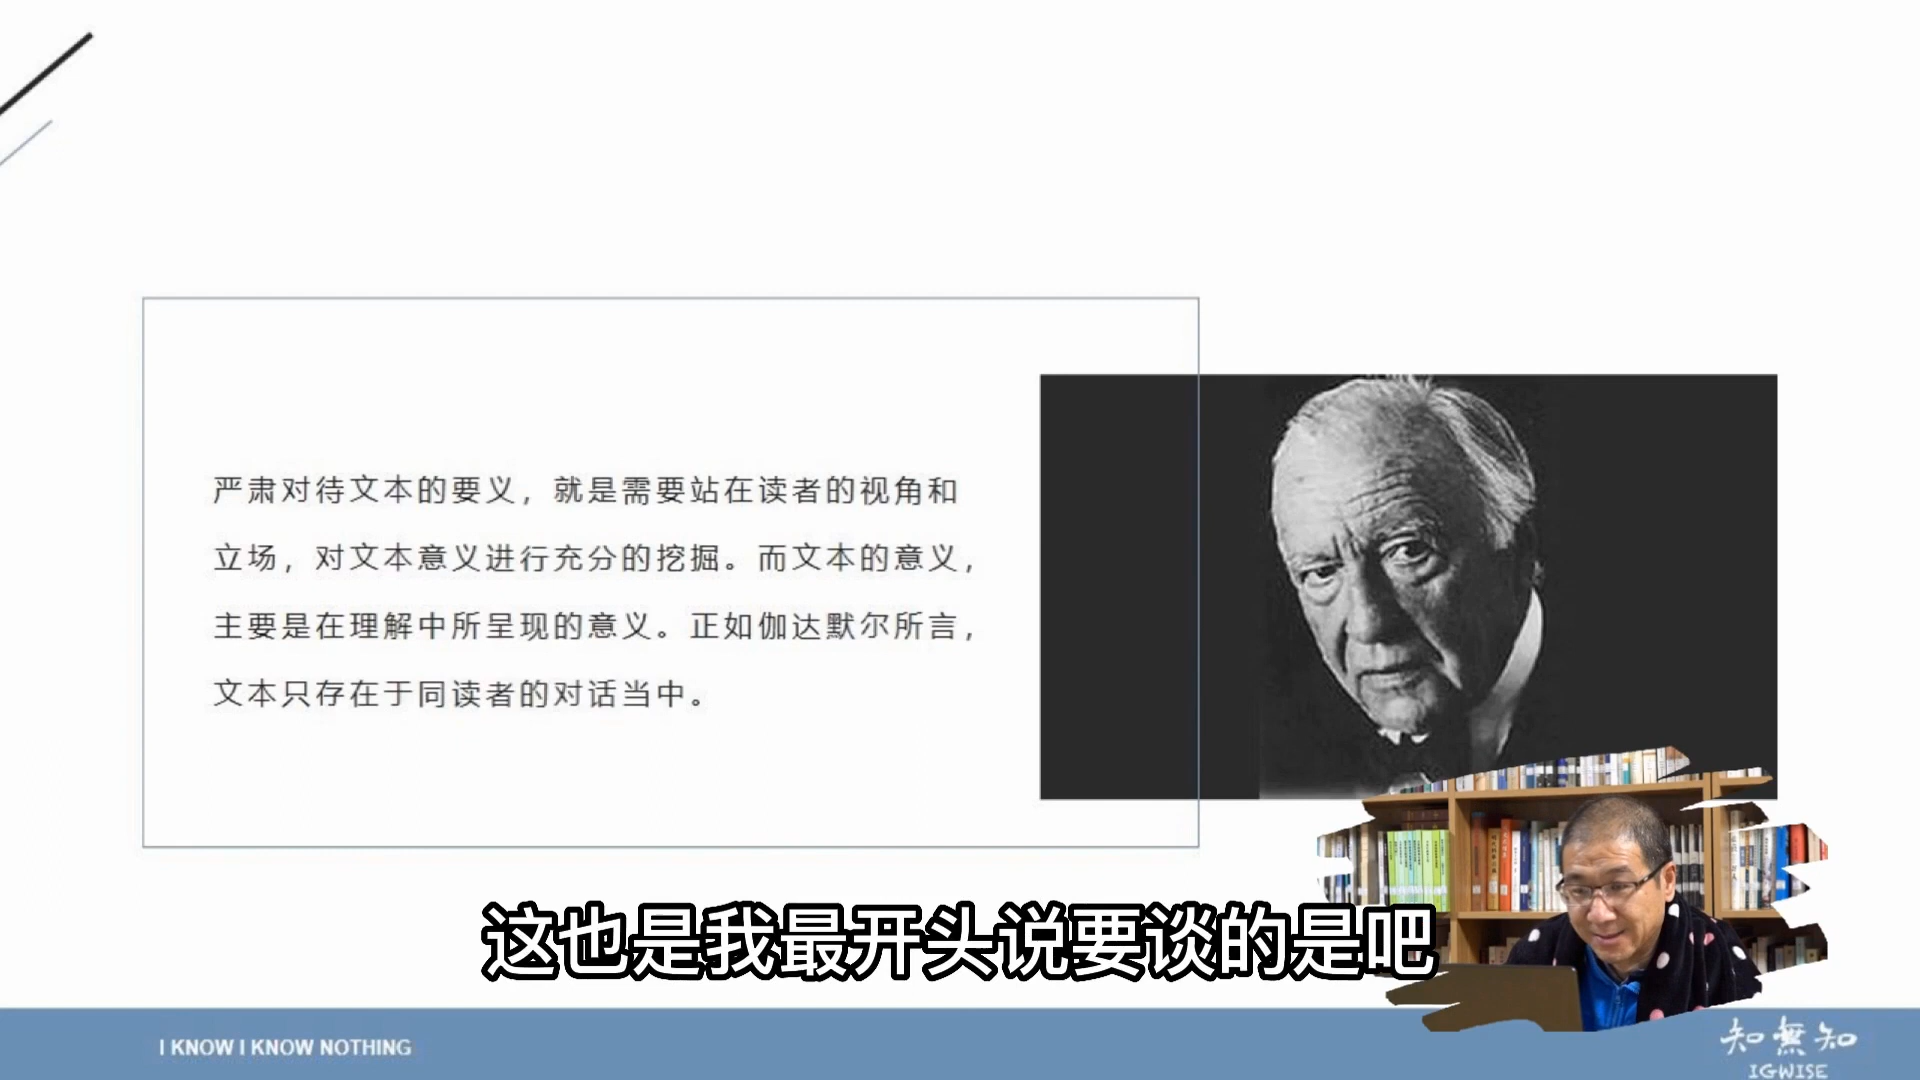 严肃对待文本的要义，就是需要站在读者的视角和
立场，对文本意义进行充分的挖掘。而文本的意义，
主要是在理解中所呈现的意义。正如伽达默尔所言，
文本只存在于同读者的对话当中。
这也是我最开头说要谈的是吧
I KNOW I KNOW NOTHING
知無知
IGWISE